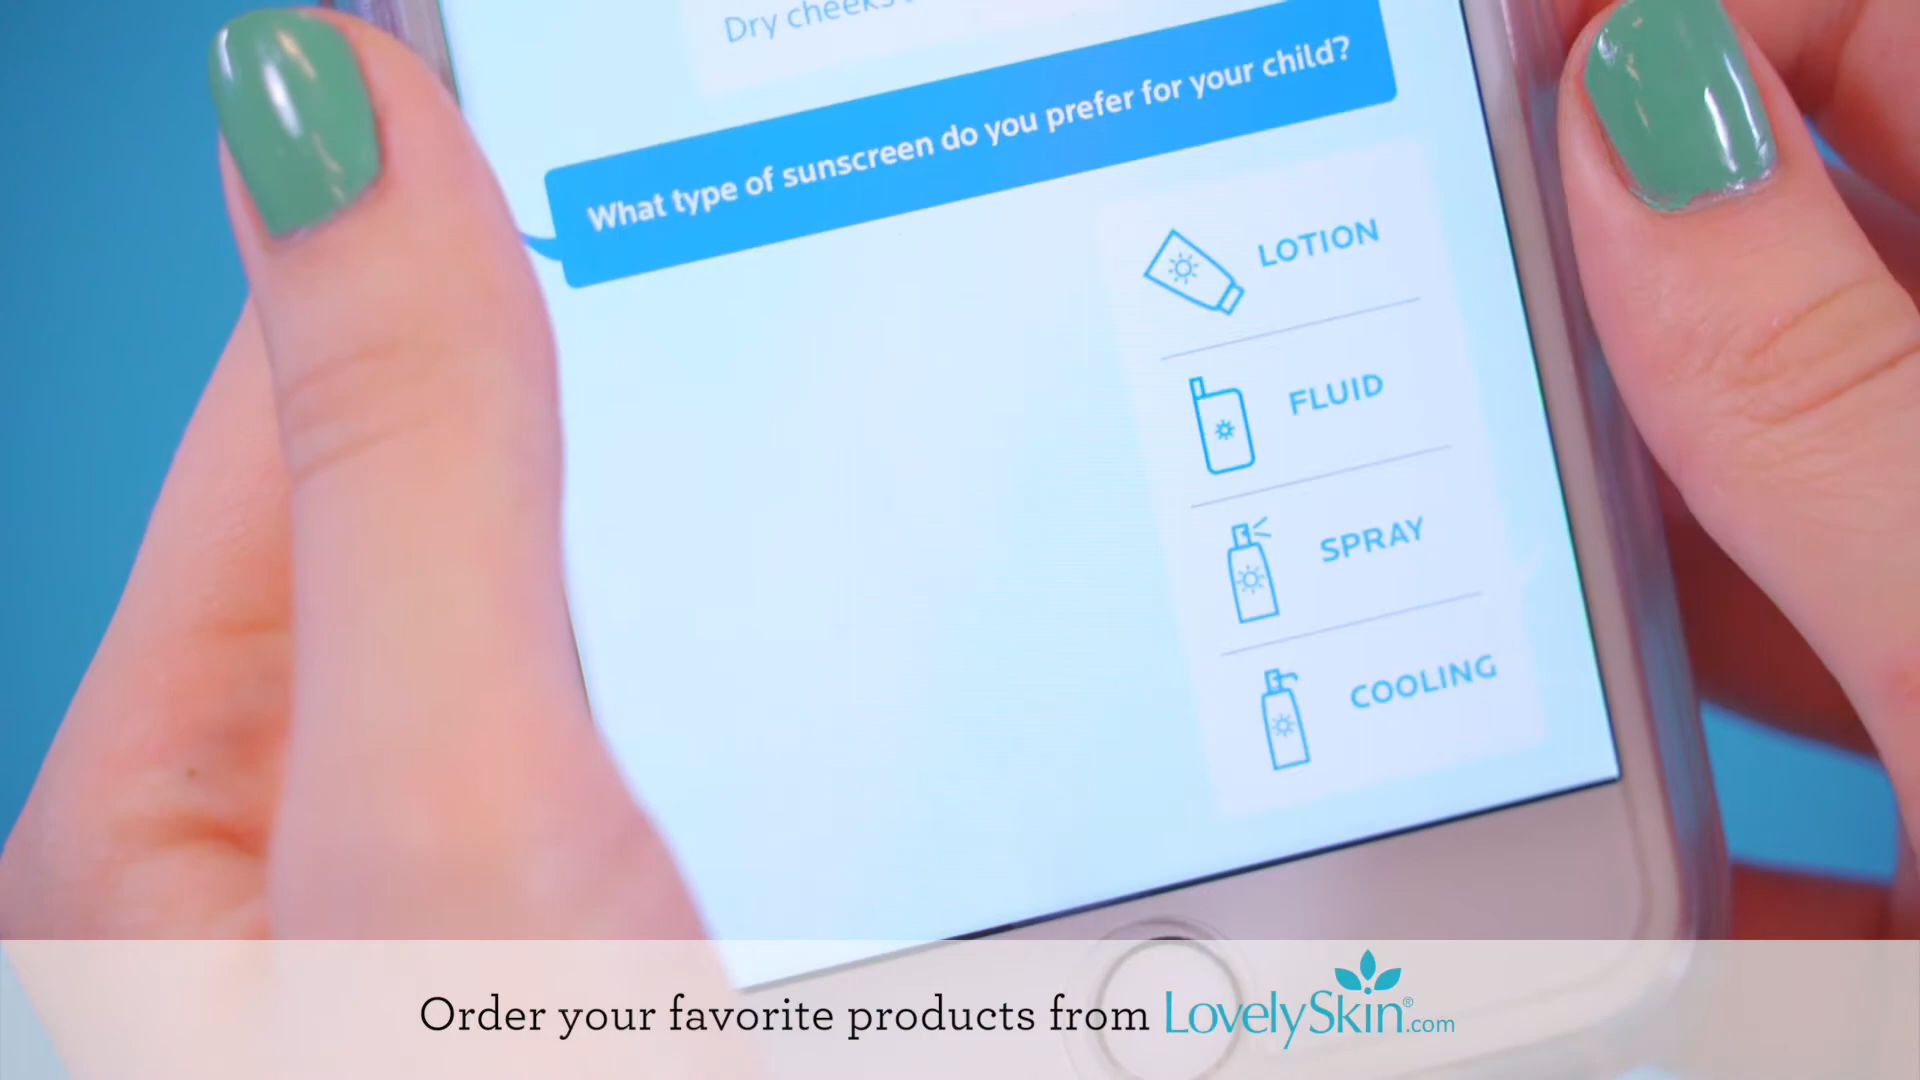 Dry cheeks
What type of sunscreen do you prefer for your child?
LOTION
FLUID
SPRAY
COOLING
Order your favorite products from LovelySkin®.com